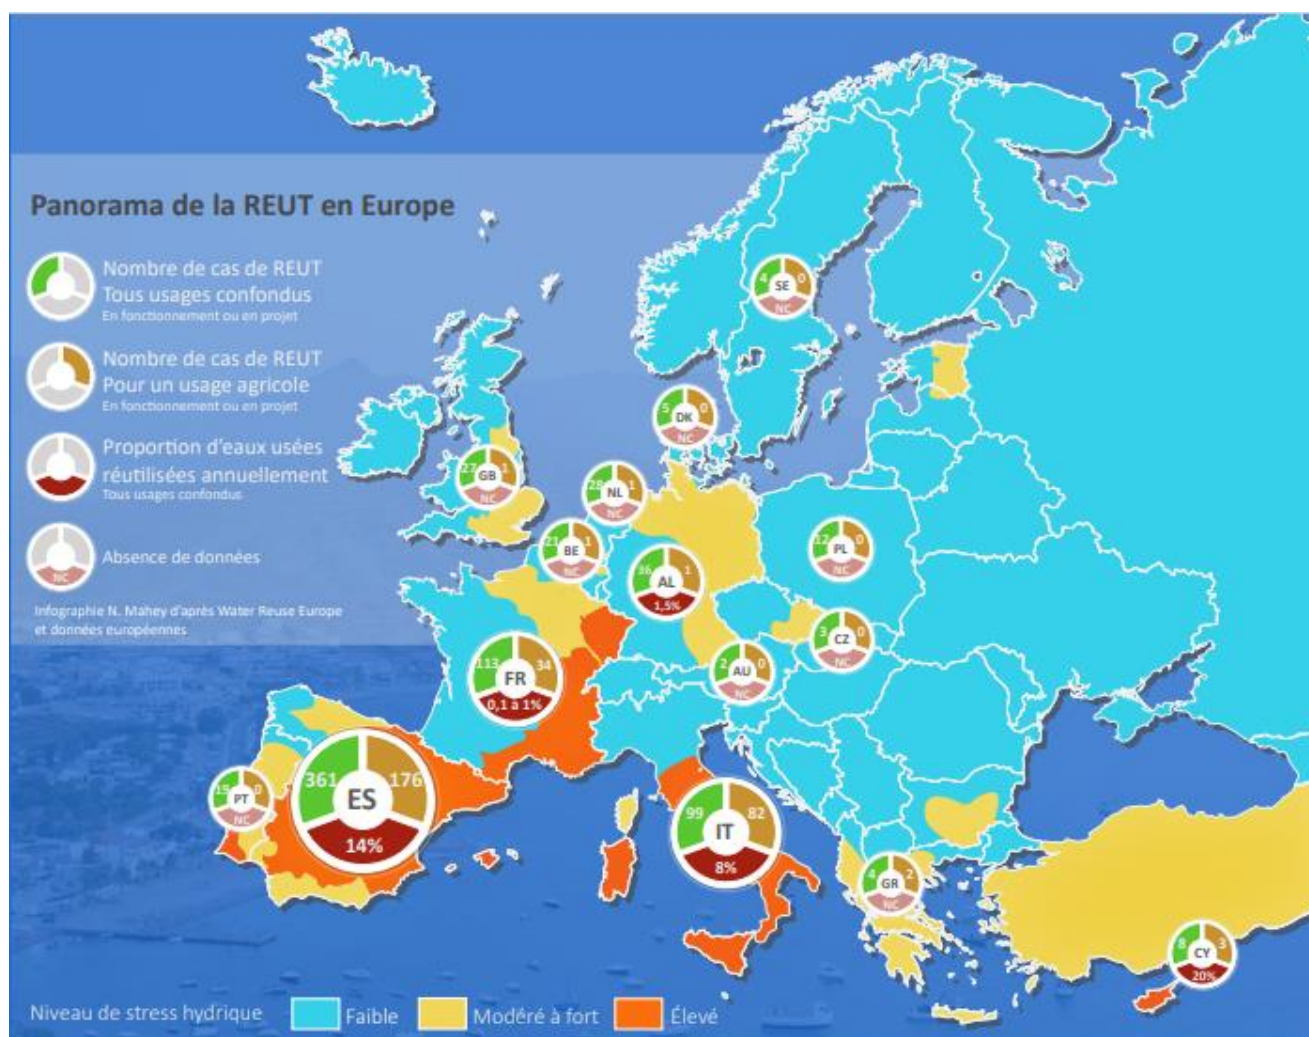 Panorama de la REUT en Europe
Nombre de cas de REUT
Tous usages confondus
En fonctionnement ou en projet
Nombre de cas de REUT
Pour un usage agricole
En fonctionnement ou en projet
Proportion d'eaux usées
réutilisées annuellement
Tous usages confondus
NC
Absence de données
Infographie N. Mahey d'après Water Reuse Europe
et données européennes
4 0
SE
NC
5 0
DK
NC
27 1
GB
NC
28 1
NL
NC
23 1
BE
NC
36 1
AL
1,5%
12 0
PL
NC
3 0
CZ
NC
2 0
AU
NC
113 34
FR
0,1 à 1%
361 176
ES
14%
19 0
PT
NC
99 82
IT
8%
4 2
GR
NC
8 3
CY
20%
Niveau de stress hydrique
Faible
Modéré à fort
Élevé